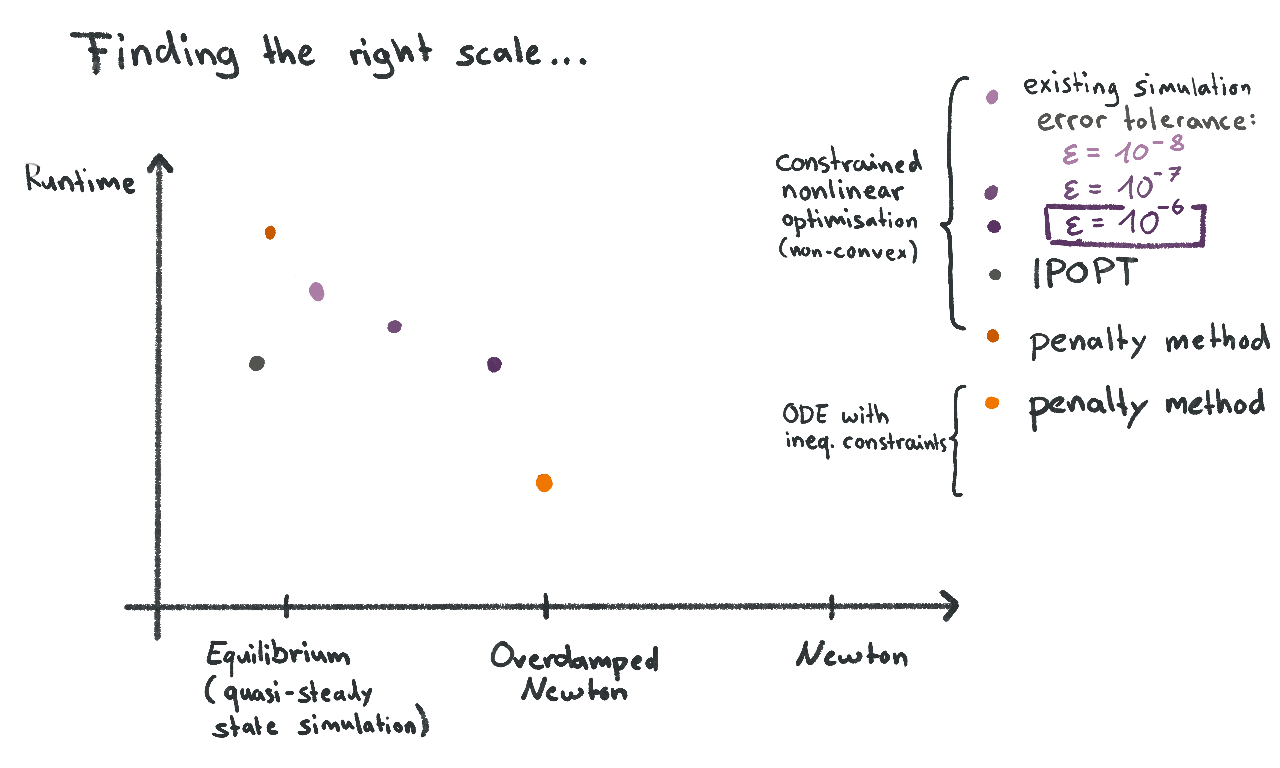 Finding the right scale...
Runtime
Equilibrium
(quasi-steady
state simulation)
Overdamped
Newton
Newton
constrained
nonlinear
optimisation
(non-convex)
existing simulation
error tolerance:
ε = 10⁻⁸
ε = 10⁻⁷
ε = 10⁻⁶
IPOPT
penalty method
ODE with
ineq. constraints
penalty method